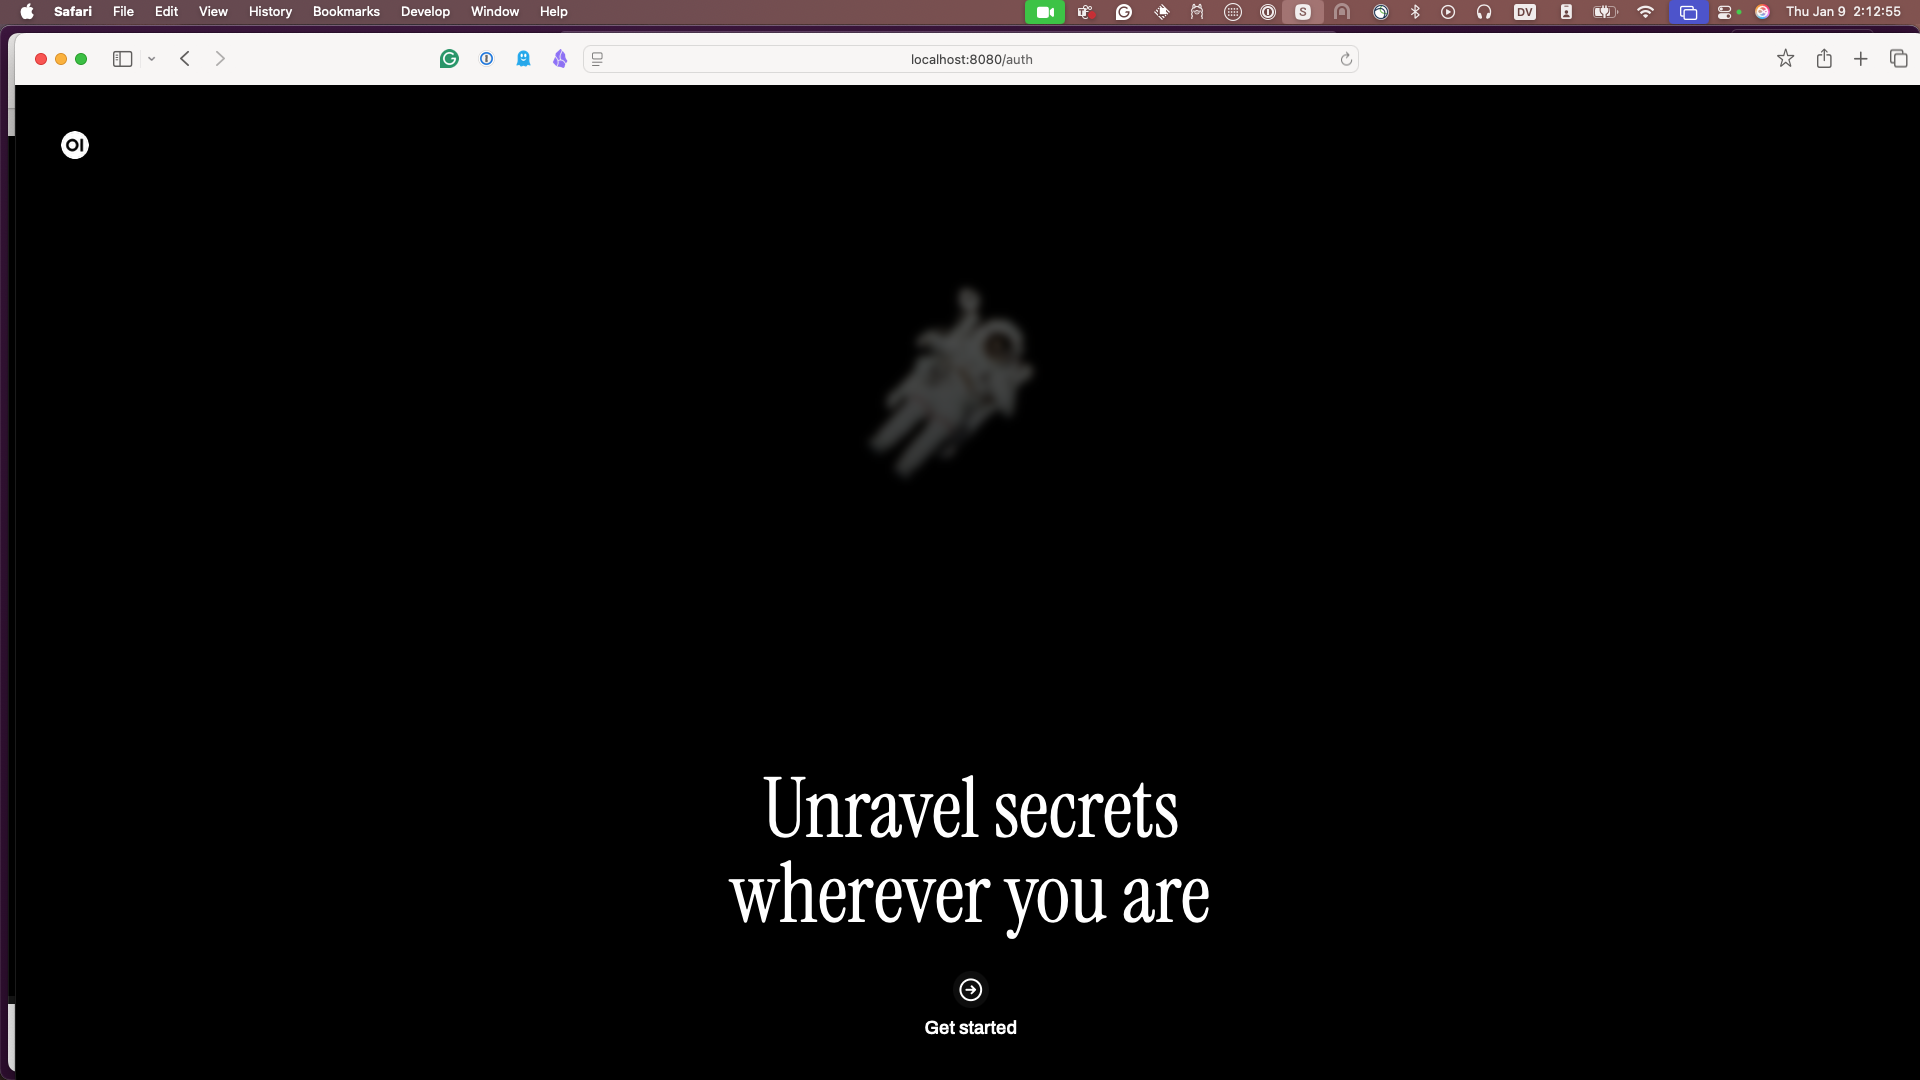 Safari File Edit View History Bookmarks Develop Window Help S DV Thu Jan 9 2:12:55
localhost:8080/auth
OI
Unravel secrets
wherever you are
Get started